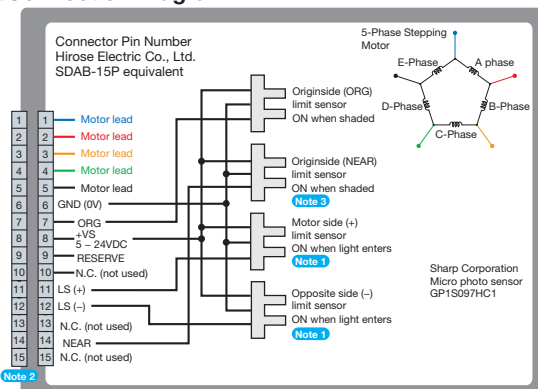 Connector Pin Number
Hirose Electric Co., Ltd.
SDAB-15P equivalent
5-Phase Stepping
Motor
E-Phase
A phase
D-Phase
B-Phase
C-Phase
1 1 Motor lead
2 2 Motor lead
3 3 Motor lead
4 4 Motor lead
5 5 Motor lead
6 6 GND (0V)
7 7 ORG
8 8 +VS
5 – 24VDC
9 9 RESERVE
10 10 N.C. (not used)
11 11 LS (+)
12 12 LS (−)
13 13 N.C. (not used)
14 14 NEAR
15 15 N.C. (not used)
Note 2
Originside (ORG)
limit sensor
ON when shaded
Originside (NEAR)
limit sensor
ON when shaded
Note 3
Motor side (+)
limit sensor
ON when light enters
Note 1
Opposite side (−)
limit sensor
ON when light enters
Note 1
Sharp Corporation
Micro photo sensor
GP1S097HC1